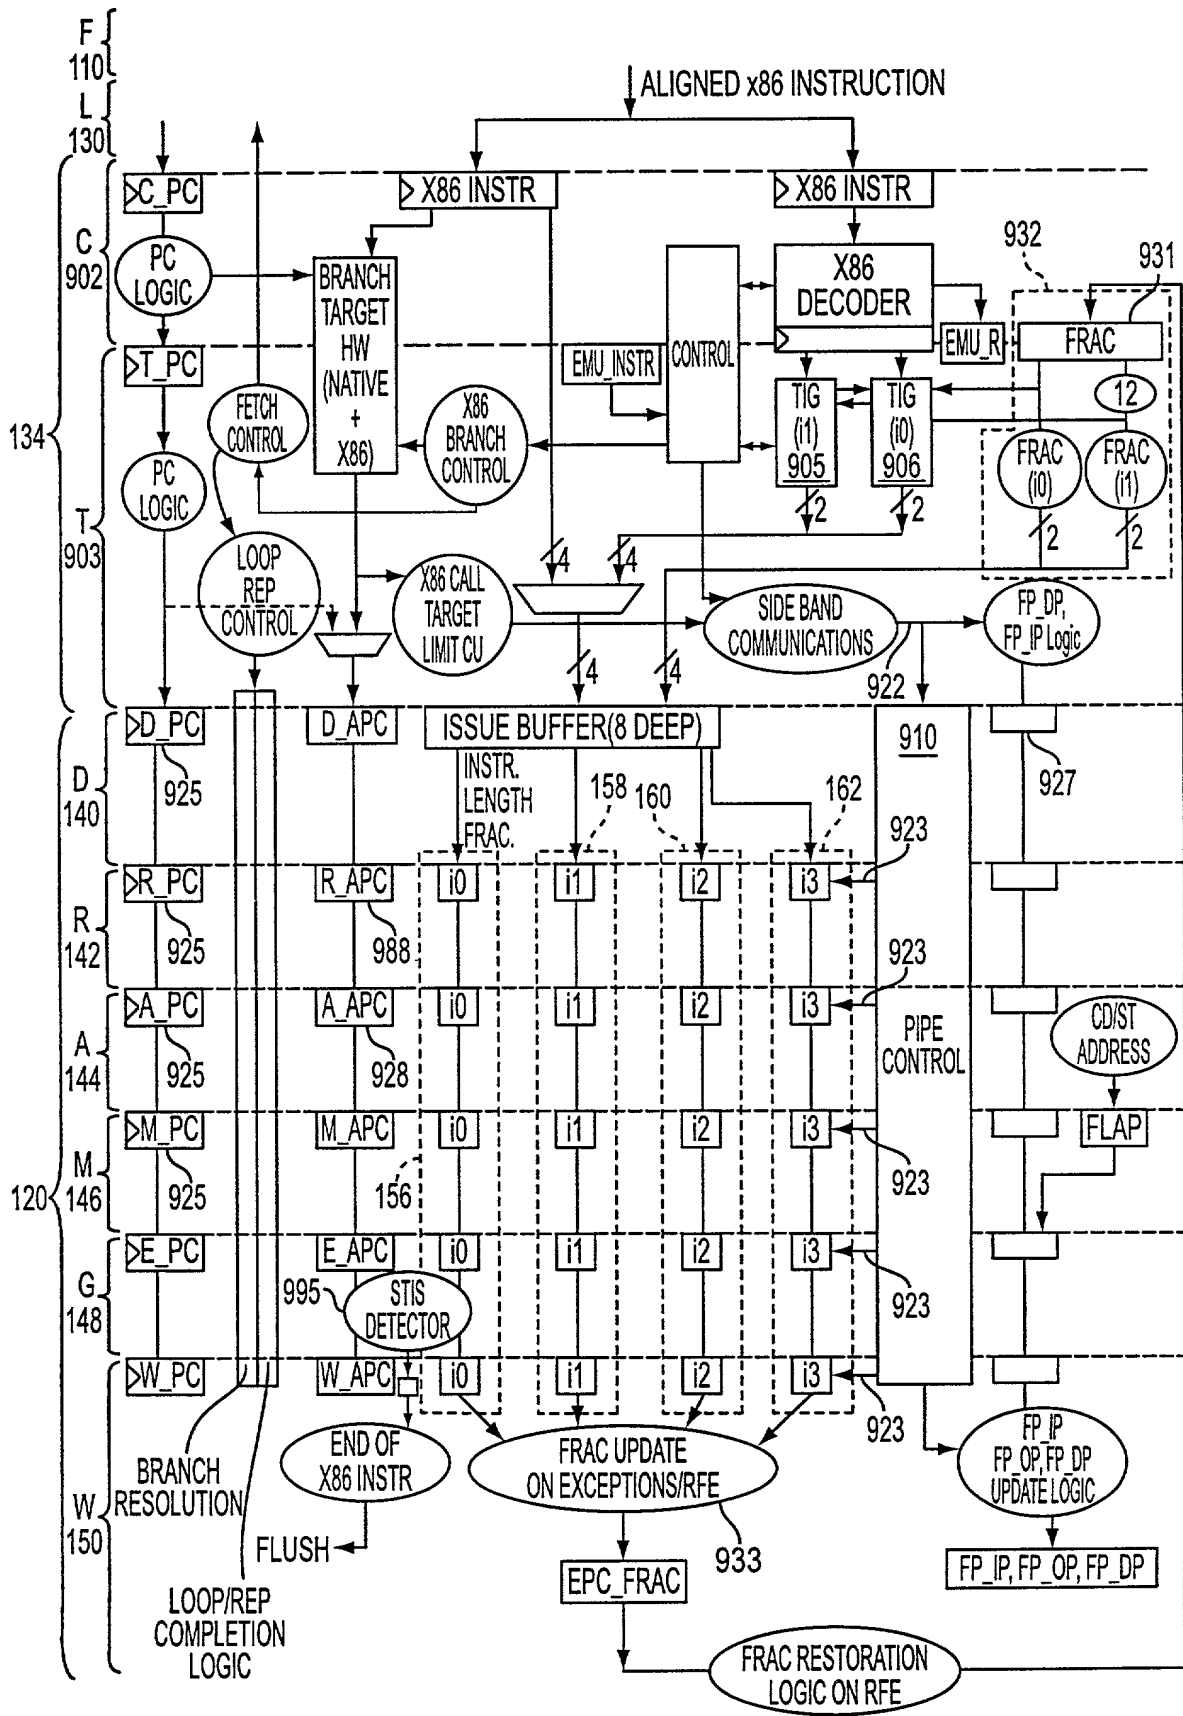 F
110
L
130
ALIGNED x86 INSTRUCTION
134
C
902
C_PC
X86 INSTR
X86 INSTR
PC
LOGIC
BRANCH
TARGET
HW
(NATIVE
+
X86)
CONTROL
X86
DECODER
932
931
EMU_R
FRAC
T
903
T_PC
EMU_INSTR
FETCH
CONTROL
X86
BRANCH
CONTROL
TIG
(i1)
905
TIG
(i0)
906
12
FRAC
(i0)
FRAC
(i1)
PC
LOGIC
2
2
2
2
LOOP
REP
CONTROL
4
4
X86 CALL
TARGET
LIMIT CU
SIDE BAND
COMMUNICATIONS
FP_DP,
FP_IP Logic
4
4
922
120
D
140
D_PC
925
D_APC
ISSUE BUFFER(8 DEEP)
INSTR.
LENGTH
FRAC.
158
160
162
910
927
923
R
142
R_PC
925
R_APC
988
i0
i1
i2
i3
923
A
144
A_PC
925
A_APC
928
i0
i1
i2
i3
PIPE
CONTROL
CD/ST
ADDRESS
M
146
M_PC
925
M_APC
156
i0
i1
i2
i3
923
FLAP
G
148
E_PC
E_APC
i0
i1
i2
i3
923
995
STIS
DETECTOR
W
150
W_PC
W_APC
i0
i1
i2
i3
923
BRANCH
RESOLUTION
END OF
X86 INSTR
FRAC UPDATE
ON EXCEPTIONS/RFE
FP_IP
FP_OP, FP_DP
UPDATE LOGIC
FLUSH
933
LOOP/REP
COMPLETION
LOGIC
EPC_FRAC
FP_IP, FP_OP, FP_DP
FRAC RESTORATION
LOGIC ON RFE